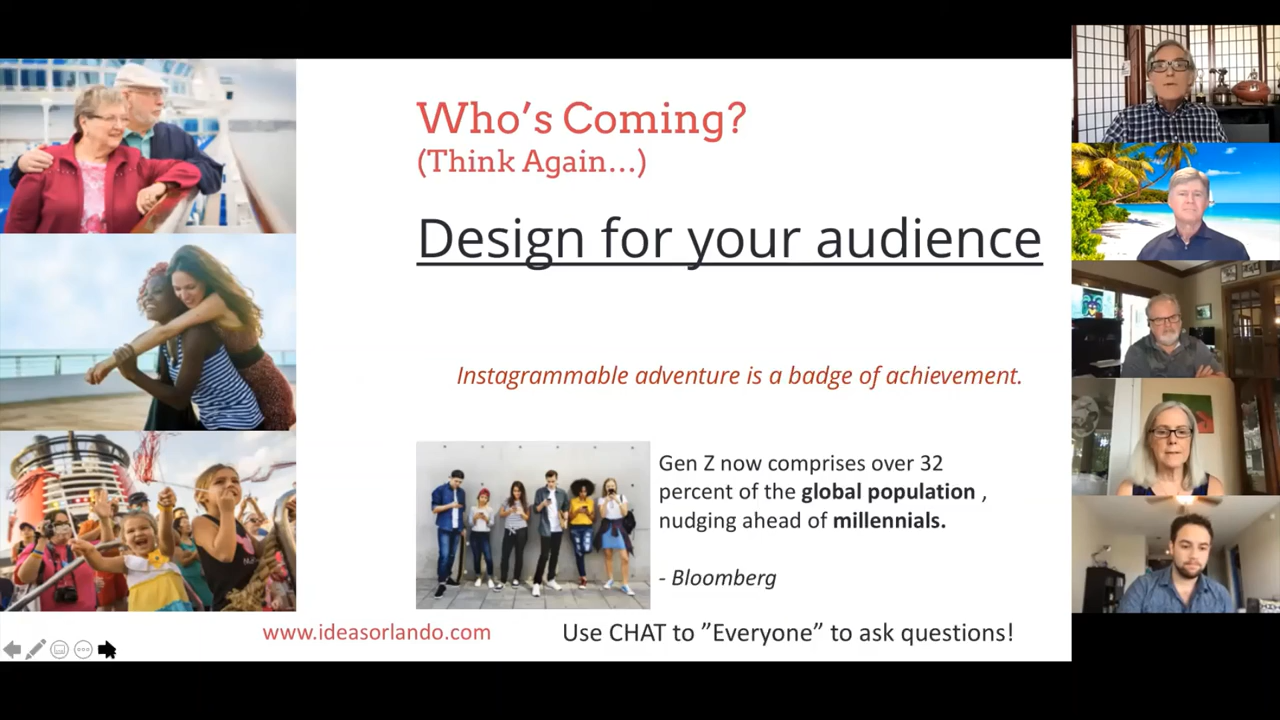 Who's Coming?
(Think Again...)
Design for your audience
Instagrammable adventure is a badge of achievement.
Gen Z now comprises over 32
percent of the global population ,
nudging ahead of millennials.
- Bloomberg
www.ideasorlando.com
Use CHAT to ”Everyone” to ask questions!